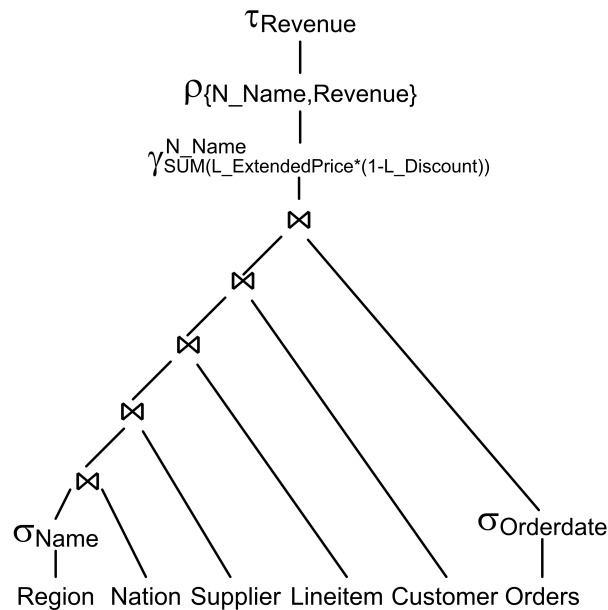 τRevenue
ρ{N_Name,Revenue}
γN_Name
SUM(L_ExtendedPrice*(1-L_Discount))
⋈
⋈
⋈
⋈
⋈
σName
σOrderdate
Region Nation Supplier Lineitem Customer Orders